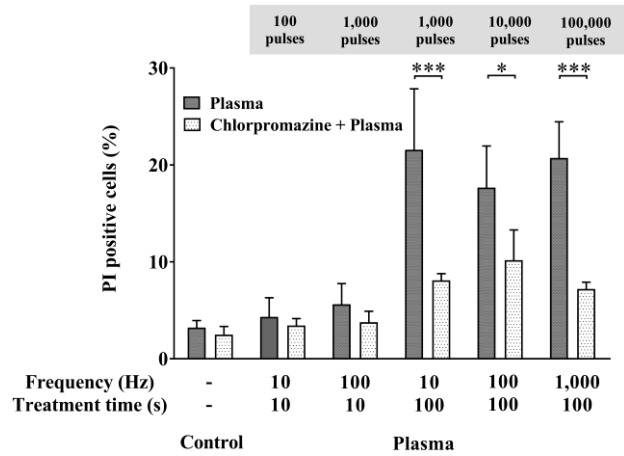 100 1,000 1,000 10,000 100,000
pulses pulses pulses pulses pulses
*** * ***
30
Plasma
Chlorpromazine + Plasma
20
PI positive cells (%)
10
0
Frequency (Hz) - 10 100 10 100 1,000
Treatment time (s) - 10 10 100 100 100
Control Plasma